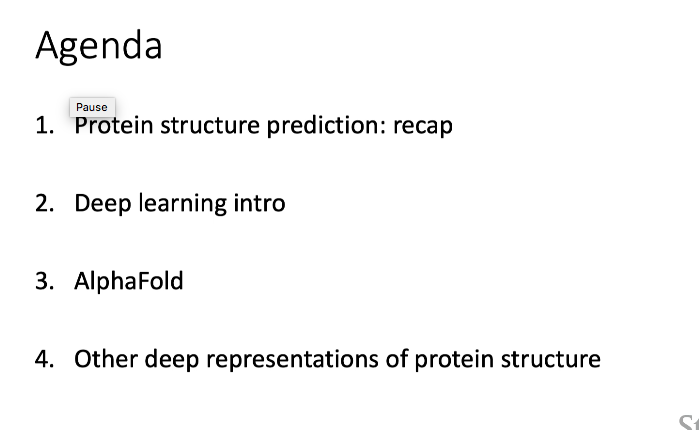 Agenda
Pause
1. Protein structure prediction: recap
2. Deep learning intro
3. AlphaFold
4. Other deep representations of protein structure